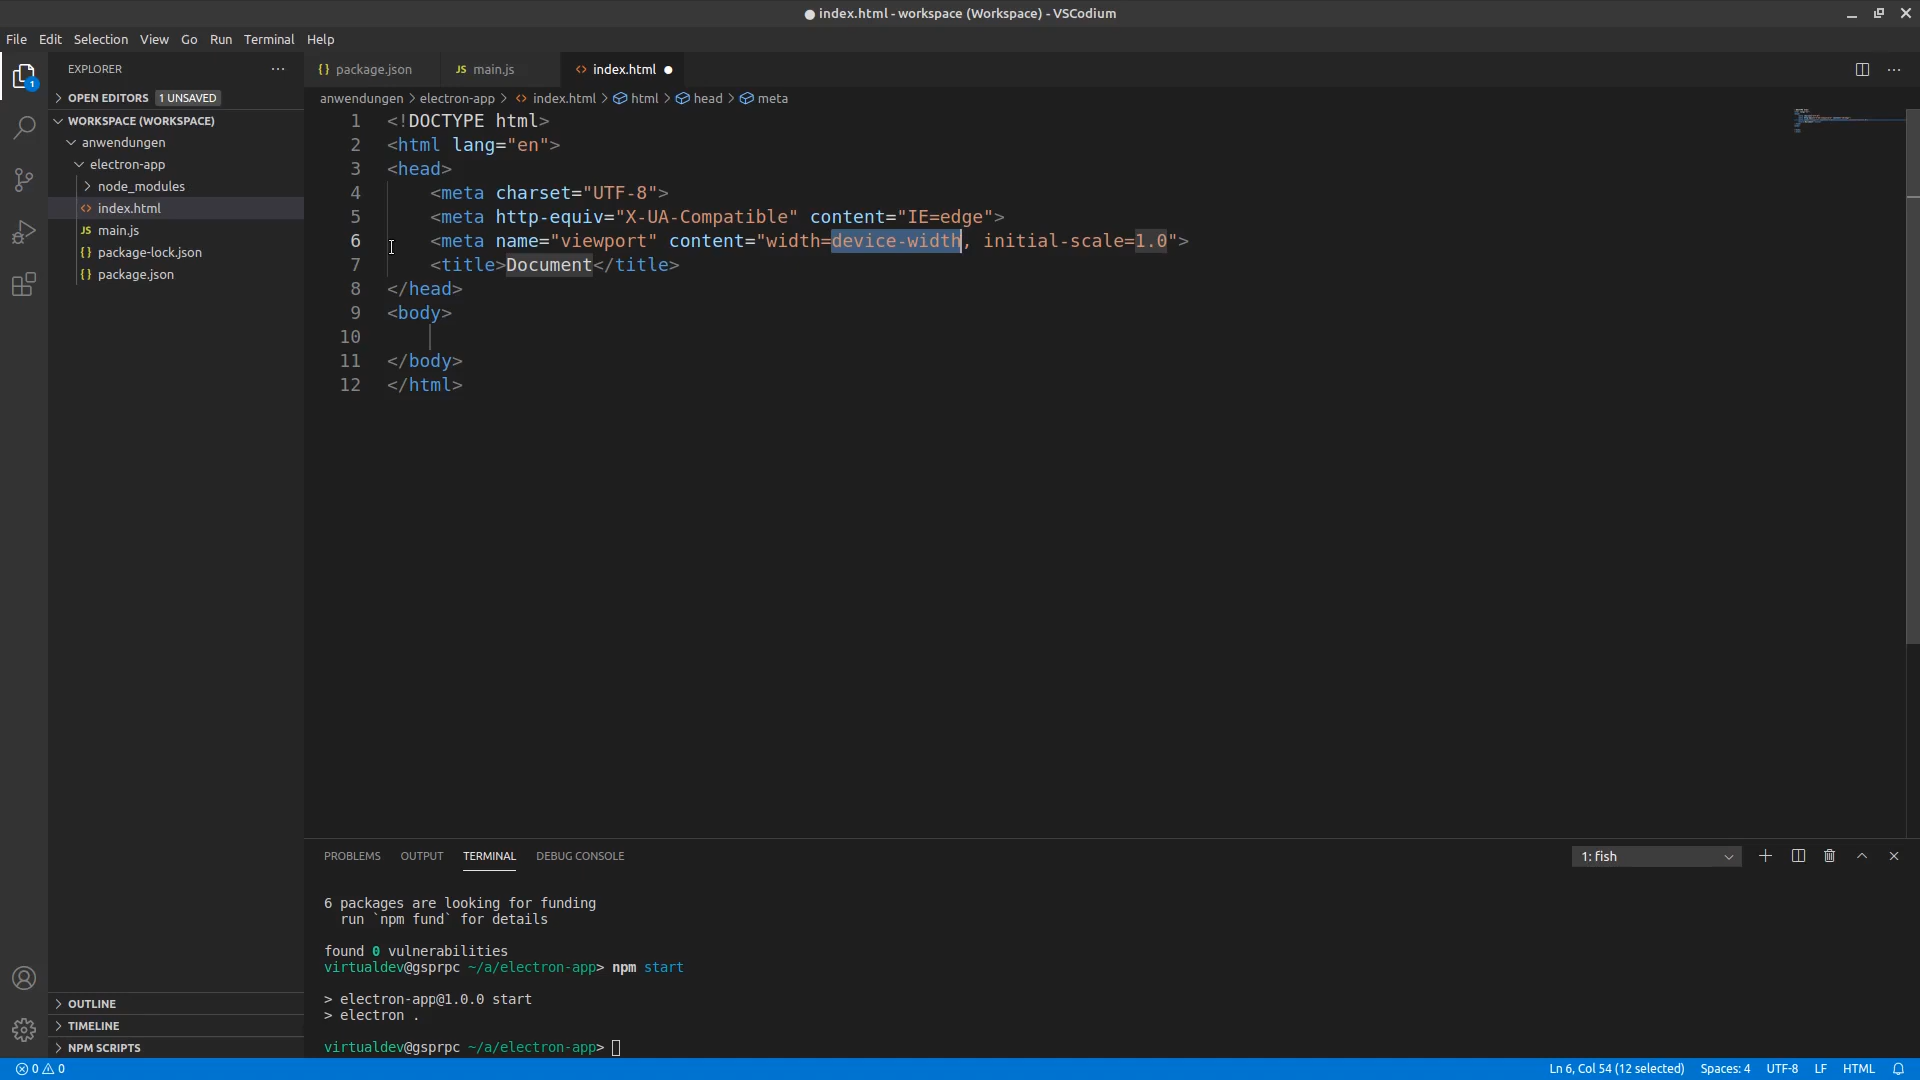 index.html - workspace (Workspace) - VSCodium
File Edit Selection View Go Run Terminal Help
EXPLORER
OPEN EDITORS 1 UNSAVED
WORKSPACE (WORKSPACE)
anwendungen
electron-app
node_modules
index.html
JS main.js
{} package-lock.json
{} package.json
OUTLINE
TIMELINE
NPM SCRIPTS
1
{} package.json JS main.js <> index.html
anwendungen > electron-app > <> index.html > html > head > meta
1 <!DOCTYPE html>
2 <html lang="en">
3 <head>
4 <meta charset="UTF-8">
5 <meta http-equiv="X-UA-Compatible" content="IE=edge">
6 <meta name="viewport" content="width=device-width, initial-scale=1.0">
7 <title>Document</title>
8 </head>
9 <body>
10
11 </body>
12 </html>
PROBLEMS OUTPUT TERMINAL DEBUG CONSOLE 1: fish
6 packages are looking for funding
run `npm fund` for details
found 0 vulnerabilities
virtualdev@gsprpc ~/a/electron-app> npm start
> electron-app@1.0.0 start
> electron .
virtualdev@gsprpc ~/a/electron-app>
0 0 Ln 6, Col 54 (12 selected) Spaces: 4 UTF-8 LF HTML